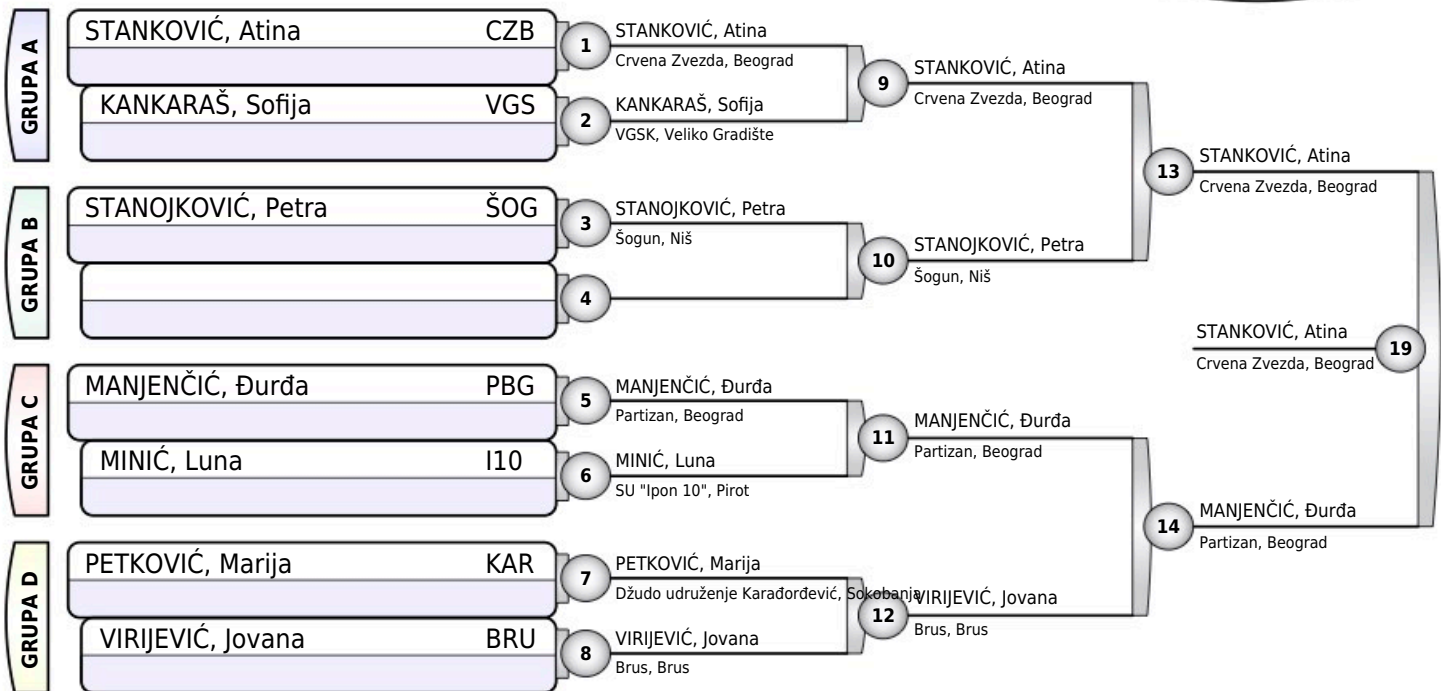 GRUPA A
STANKOVIĆ, Atina CZB
KANKARAŠ, Sofija VGS
1
STANKOVIĆ, Atina
Crvena Zvezda, Beograd
2
KANKARAŠ, Sofija
VGSK, Veliko Gradište
9
STANKOVIĆ, Atina
Crvena Zvezda, Beograd
GRUPA B
STANOJKOVIĆ, Petra ŠOG
3
STANOJKOVIĆ, Petra
Šogun, Niš
4
10
STANOJKOVIĆ, Petra
Šogun, Niš
13
STANKOVIĆ, Atina
Crvena Zvezda, Beograd
GRUPA C
MANJENČIĆ, Đurđa PBG
MINIĆ, Luna I10
5
MANJENČIĆ, Đurđa
Partizan, Beograd
6
MINIĆ, Luna
SU "Ipon 10", Pirot
11
MANJENČIĆ, Đurđa
Partizan, Beograd
GRUPA D
PETKOVIĆ, Marija KAR
VIRIJEVIĆ, Jovana BRU
7
PETKOVIĆ, Marija
Džudo udruženje Karađorđević, Sokobanja
8
VIRIJEVIĆ, Jovana
Brus, Brus
12
VIRIJEVIĆ, Jovana
Brus, Brus
14
MANJENČIĆ, Đurđa
Partizan, Beograd
STANKOVIĆ, Atina
Crvena Zvezda, Beograd
19